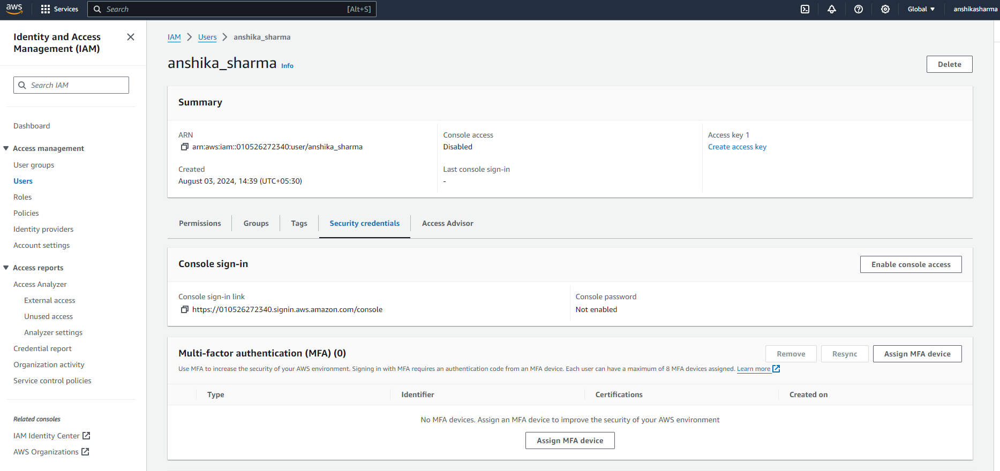 aws
Services
Search
[Alt+S]
Global
anshikasharma
Identity and Access
Management (IAM)
Search IAM
Dashboard
Access management
User groups
Users
Roles
Policies
Identity providers
Account settings
Access reports
Access Analyzer
External access
Unused access
Analyzer settings
Credential report
Organization activity
Service control policies
Related consoles
IAM Identity Center
AWS Organizations
IAM > Users > anshika_sharma
anshika_sharma Info
Delete
Summary
ARN
arn:aws:iam::010526272340:user/anshika_sharma
Created
August 03, 2024, 14:39 (UTC+05:30)
Console access
Disabled
Last console sign-in
-
Access key 1
Create access key
Permissions
Groups
Tags
Security credentials
Access Advisor
Console sign-in
Enable console access
Console sign-in link
https://010526272340.signin.aws.amazon.com/console
Console password
Not enabled
Multi-factor authentication (MFA) (0)
Remove
Resync
Assign MFA device
Use MFA to increase the security of your AWS environment. Signing in with MFA requires an authentication code from an MFA device. Each user can have a maximum of 8 MFA devices assigned. Learn more
Type
Identifier
Certifications
Created on
No MFA devices. Assign an MFA device to improve the security of your AWS environment
Assign MFA device